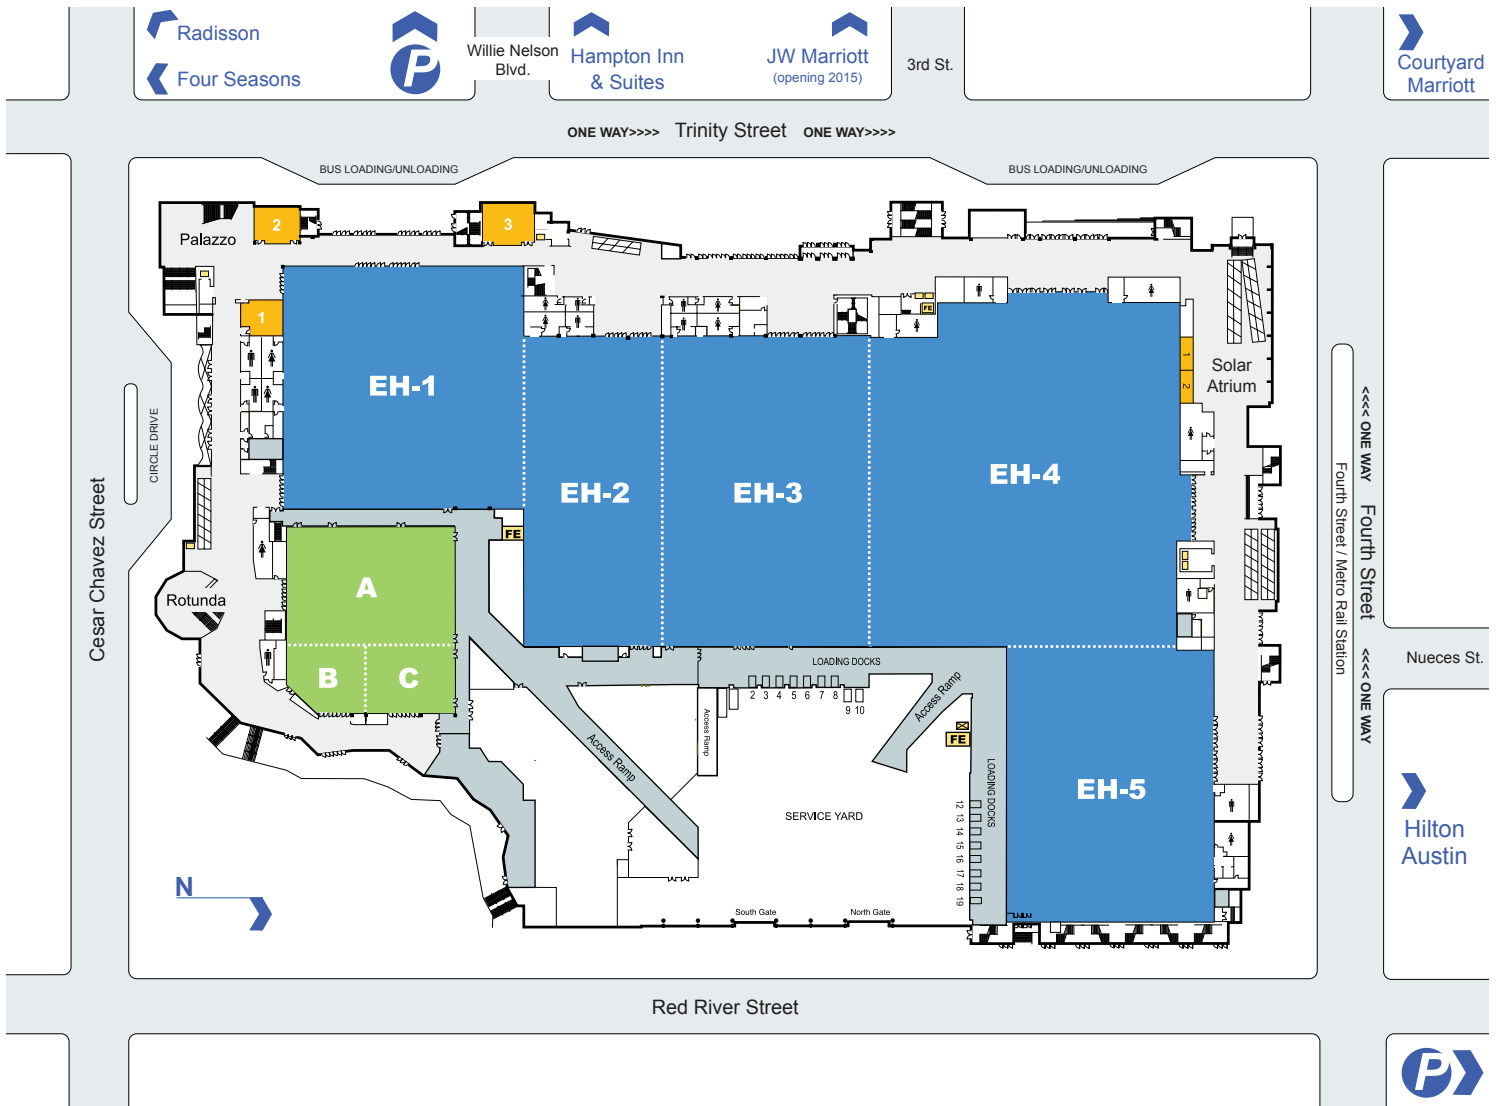 Radisson
Four Seasons
P
Willie Nelson
Blvd.
Hampton Inn
& Suites
JW Marriott
(opening 2015)
3rd St.
Courtyard
Marriott
ONE WAY>>>> Trinity Street ONE WAY>>>>
BUS LOADING/UNLOADING
BUS LOADING/UNLOADING
Palazzo
2
3
1
FE
Solar
Atrium
1
2
EH-1
EH-2
EH-3
EH-4
CIRCLE DRIVE
Cesar Chavez Street
FE
A
B
C
Rotunda
<<<< ONE WAY
Fourth Street
<<<< ONE WAY
Fourth Street / Metro Rail Station
Nueces St.
LOADING DOCKS
2 3 4 5 6 7 8
9 10
Access Ramp
Access Ramp
Access Ramp
FE
LOADING DOCKS
12
13
14
15
16
17
18
19
EH-5
SERVICE YARD
South Gate
North Gate
Hilton
Austin
N
Red River Street
P